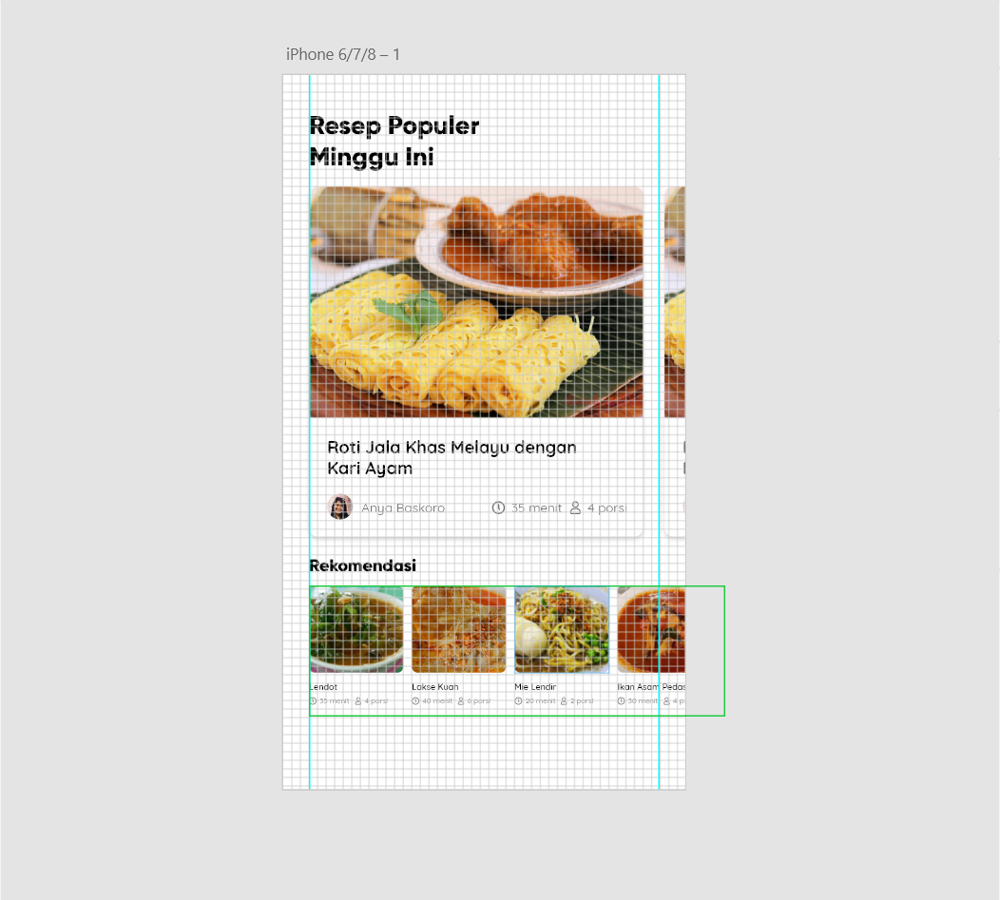 iPhone 6/7/8 – 1
Resep Populer
Minggu Ini
Roti Jala Khas Melayu dengan
Kari Ayam
Anya Baskoro 35 menit 4 porsi
Rekomendasi
Lendot Lakse Kuah Mie Lendir Ikan Asam Pedas
35 menit 4 porsi 40 menit 6 porsi 20 menit 2 porsi 30 menit 4 p